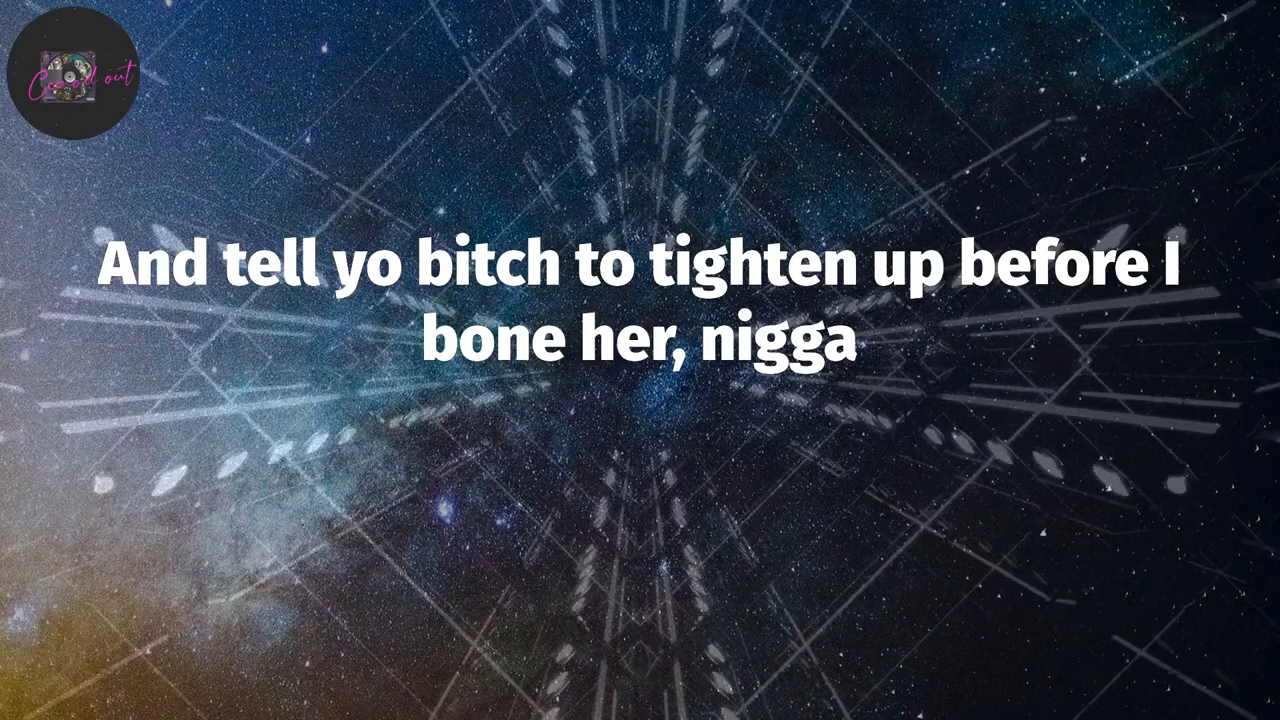 And tell yo bitch to tighten up before I
bone her, nigga